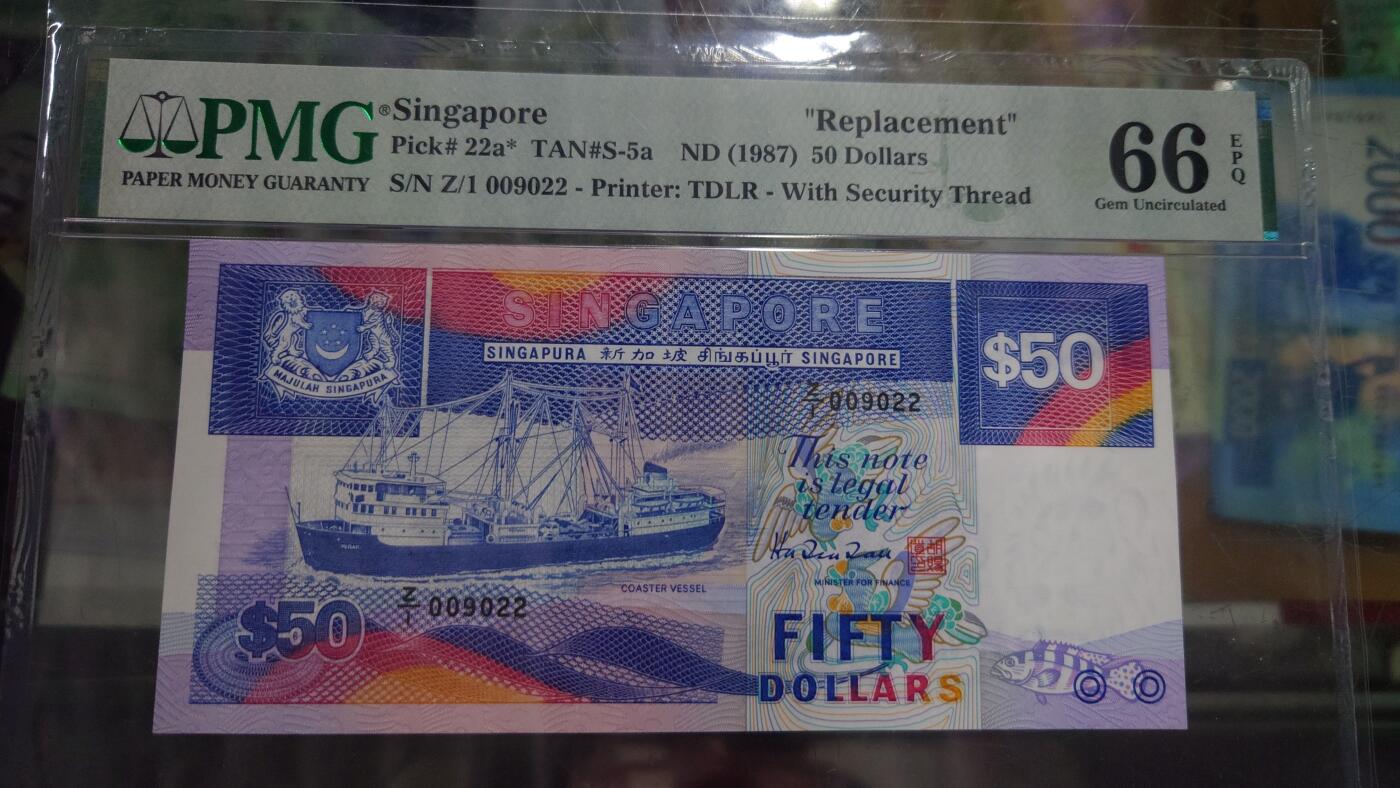 PMG® Singapore "Replacement" 66 EPQ
Pick# 22a* TAN#S-5a ND (1987) 50 Dollars
PAPER MONEY GUARANTY S/N Z/1 009022 - Printer: TDLR - With Security Thread
Gem Uncirculated
SINGAPORE
SINGAPURA 新加坡 சிங்கப்பூர் SINGAPORE
MAJULAH SINGAPURA
$50
Z/1 009022
This note
is legal
tender
MINISTER FOR FINANCE
COASTER VESSEL
$50
Z/1 009022
FIFTY
DOLLARS
2000